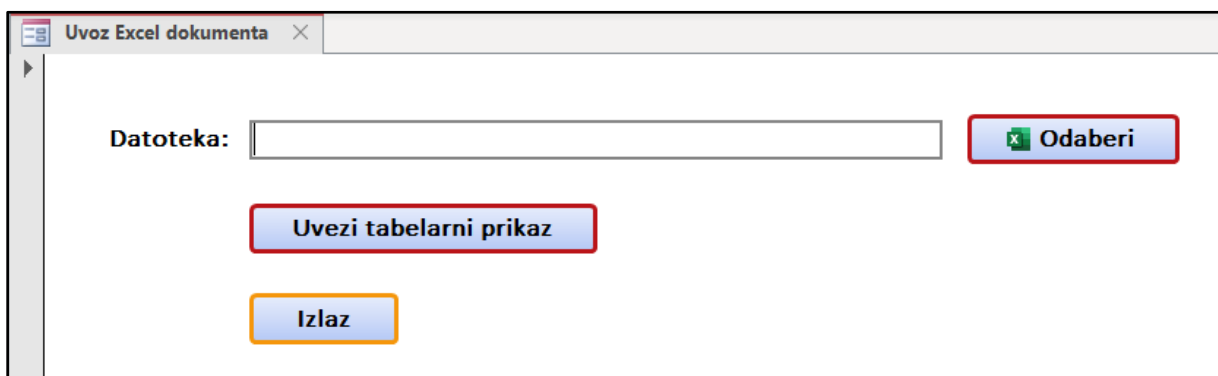 Uvoz Excel dokumenta
Datoteka: Odaberi
Uvezi tabelarni prikaz
Izlaz